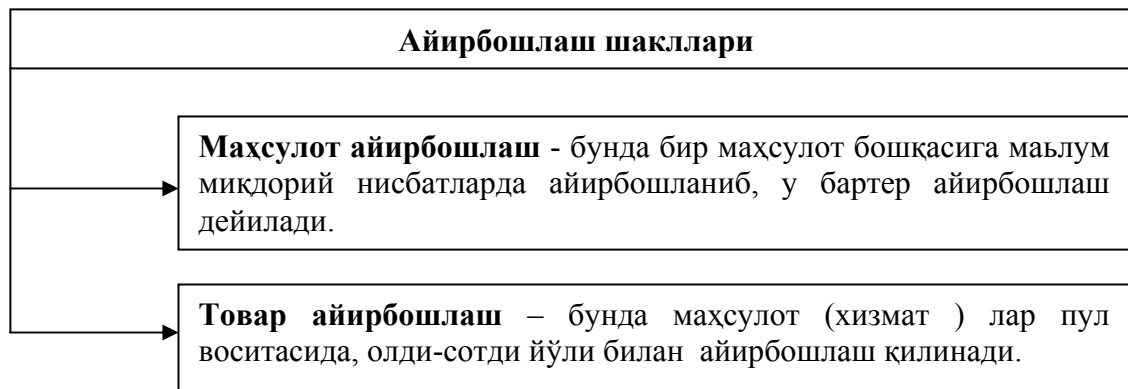 Айирбошлаш шакллари
Маҳсулот айирбошлаш - бунда бир маҳсулот бошқасига маьлум
миқдорий нисбатларда айирбошланиб, у бартер айирбошлаш
дейилади.
Товар айирбошлаш – бунда маҳсулот (хизмат ) лар пул
воситасида, олди-сотди йўли билан айирбошлаш қилинади.